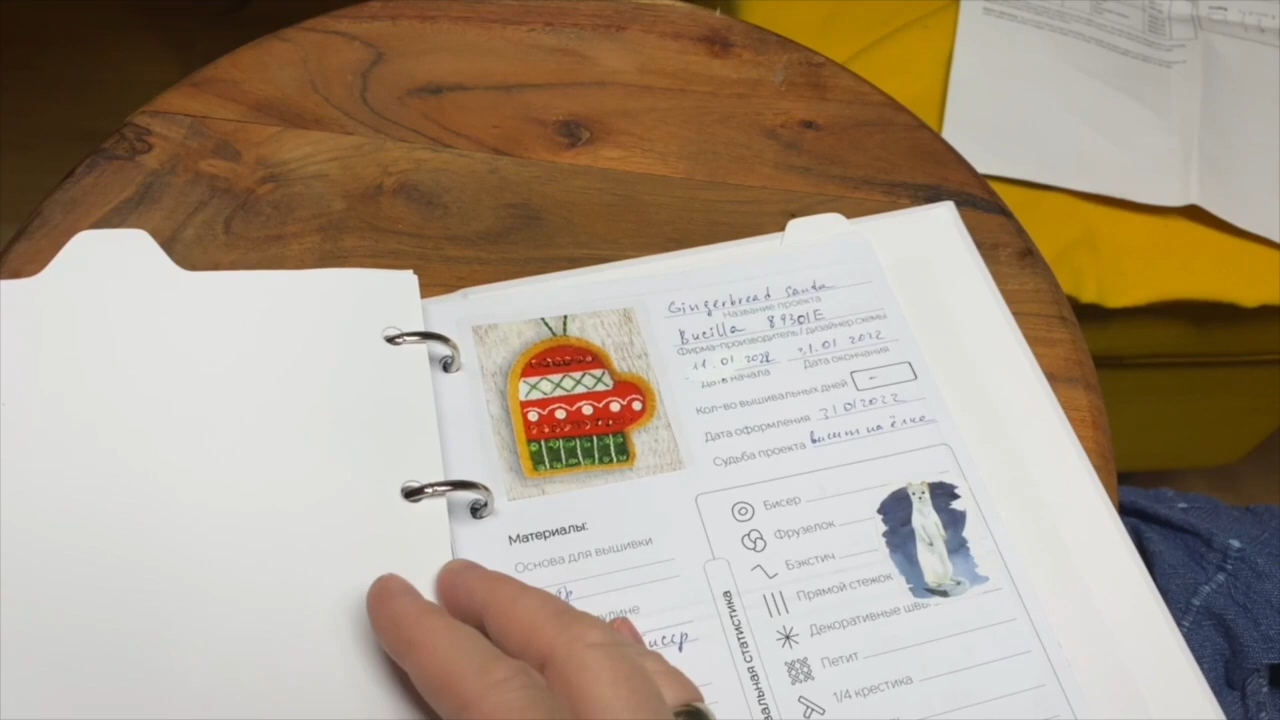 Gingerbread Santa
Название проекта
Bucilla 89301E
Фирма-производитель / дизайнер схемы
11.01.2022 31.01 2022
Дата начала Дата окончания
Кол-во вышивальных дней -
Дата оформления 31 01 2022
Судьба проекта висит на ёлке
Материалы:
Основа для вышивки
Бисер
Фрузелок
Бэкстич
Прямой стежок
Декоративные швы
Петит
1/4 крестика